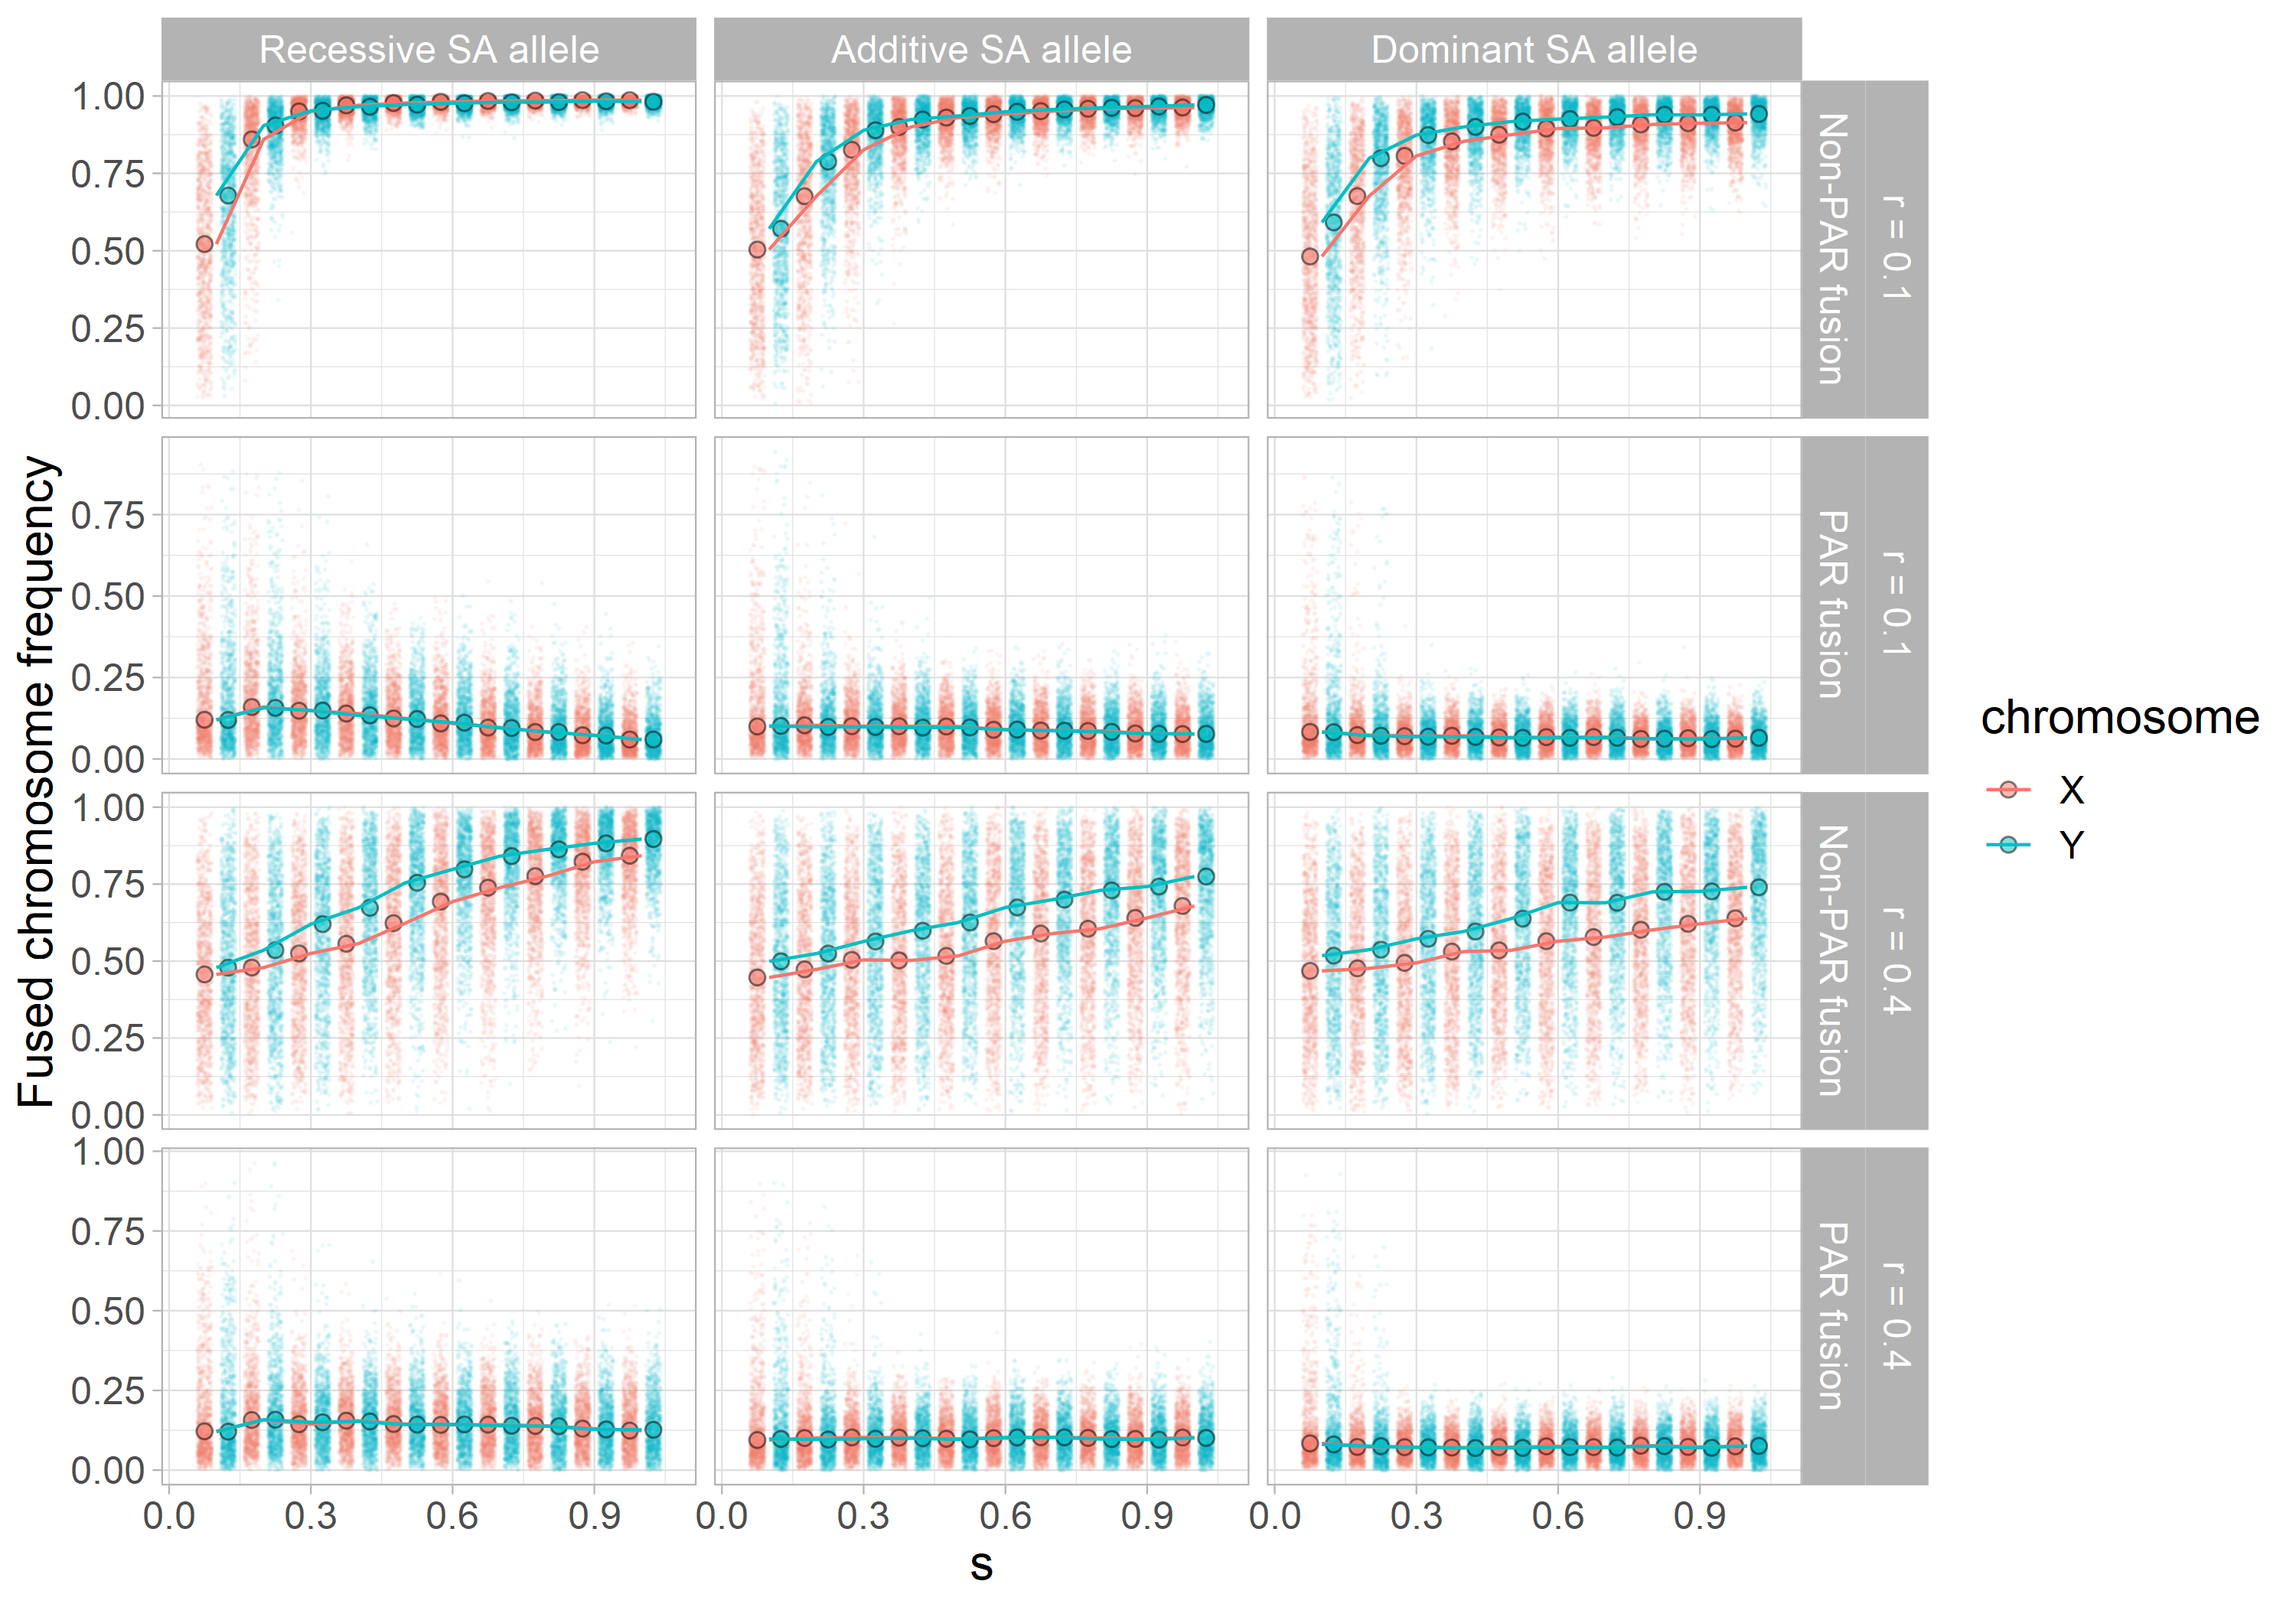 Recessive SA allele
Additive SA allele
Dominant SA allele
Fused chromosome frequency
1.00
0.75
0.50
0.25
0.00
Non-PAR fusion
r = 0.1
0.75
0.50
0.25
0.00
PAR fusion
r = 0.1
1.00
0.75
0.50
0.25
0.00
Non-PAR fusion
r = 0.4
1.00
0.75
0.50
0.25
0.00
PAR fusion
r = 0.4
0.0 0.3 0.6 0.9
0.0 0.3 0.6 0.9
0.0 0.3 0.6 0.9
s
chromosome
X
Y